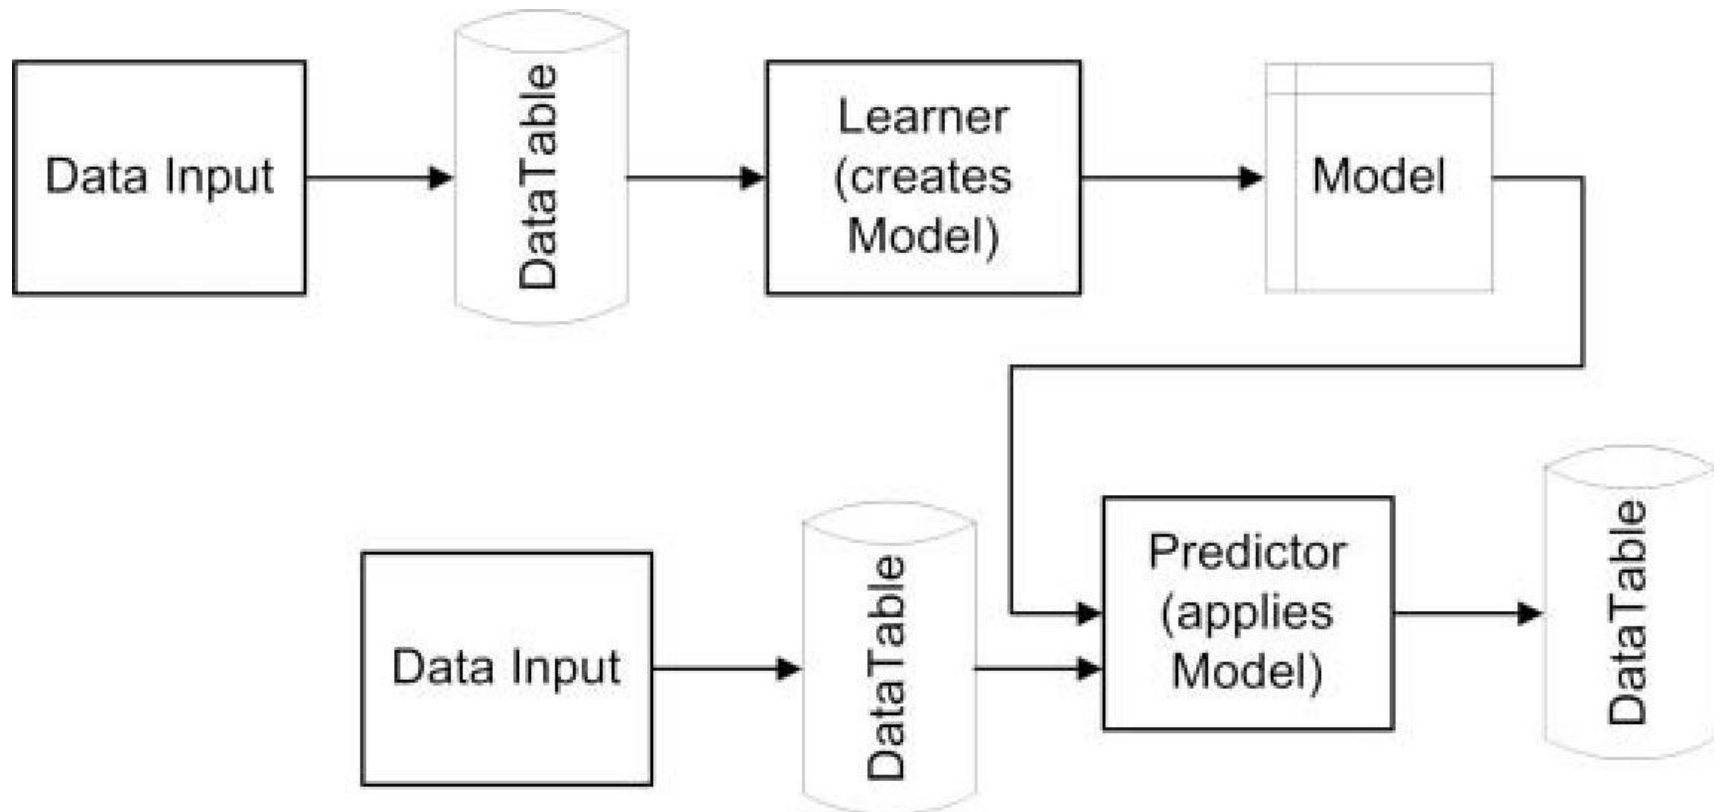 Data Input
DataTable
Learner
(creates
Model)
Model
Data Input
DataTable
Predictor
(applies
Model)
DataTable